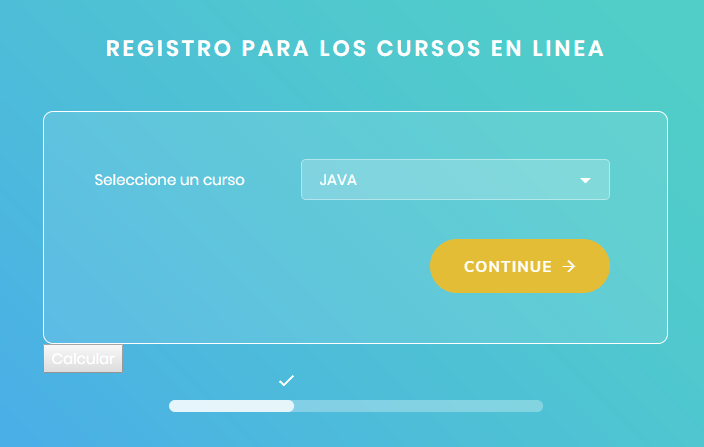 REGISTRO PARA LOS CURSOS EN LINEA
Seleccione un curso
JAVA
CONTINUE
Calcular